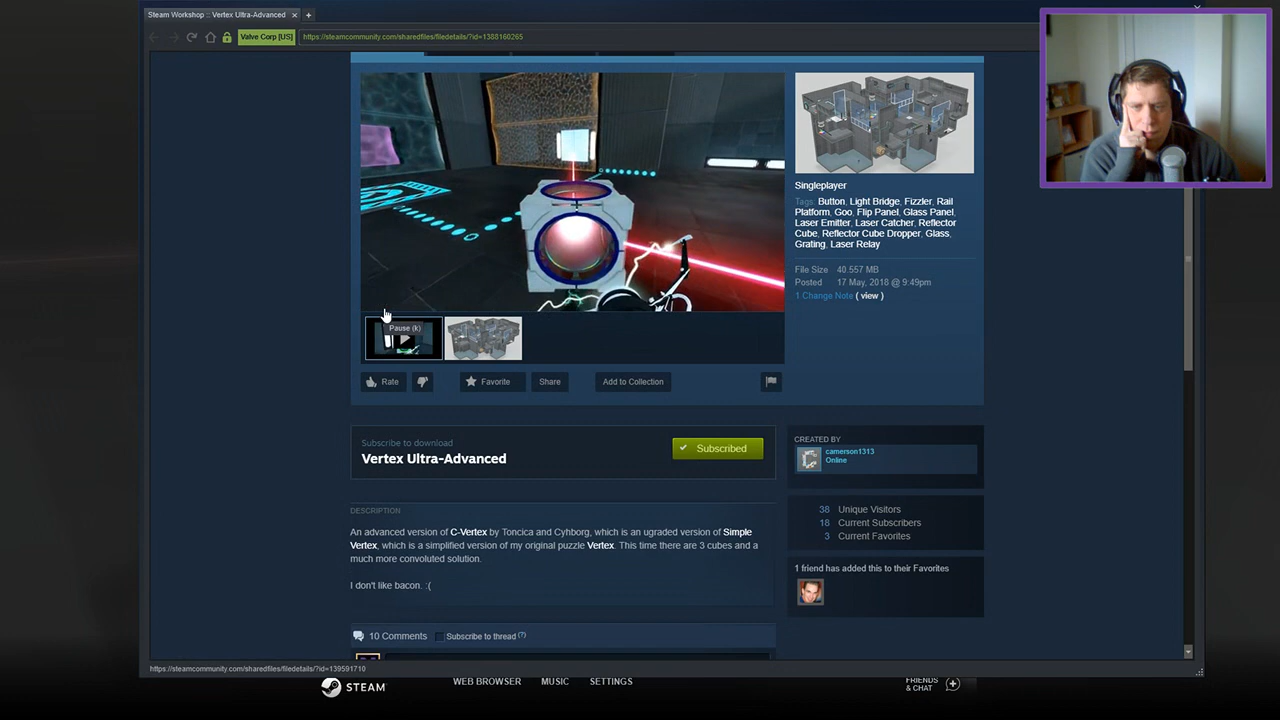 Steam Workshop :: Vertex Ultra-Advanced
Valve Corp [US]
https://steamcommunity.com/sharedfiles/filedetails/?id=1388160265
Singleplayer
Tags: Button, Light Bridge, Fizzler, Rail
Platform, Goo, Flip Panel, Glass Panel,
Laser Emitter, Laser Catcher, Reflector
Cube, Reflector Cube Dropper, Glass,
Grating, Laser Relay
File Size 40.557 MB
Posted 17 May, 2018 @ 9:49pm
1 Change Note ( view )
Pause (k)
Rate
Favorite
Share
Add to Collection
Subscribe to download
Vertex Ultra-Advanced
Subscribed
CREATED BY
camerson1313
Online
38 Unique Visitors
18 Current Subscribers
3 Current Favorites
DESCRIPTION
An advanced version of C-Vertex by Toncica and Cyhborg, which is an ugraded version of Simple
Vertex, which is a simplified version of my original puzzle Vertex. This time there are 3 cubes and a
much more convoluted solution.
I don't like bacon. :(
1 friend has added this to their Favorites
10 Comments
Subscribe to thread (?)
https://steamcommunity.com/sharedfiles/filedetails/?id=139591710
STEAM
WEB BROWSER
MUSIC
SETTINGS
FRIENDS
& CHAT